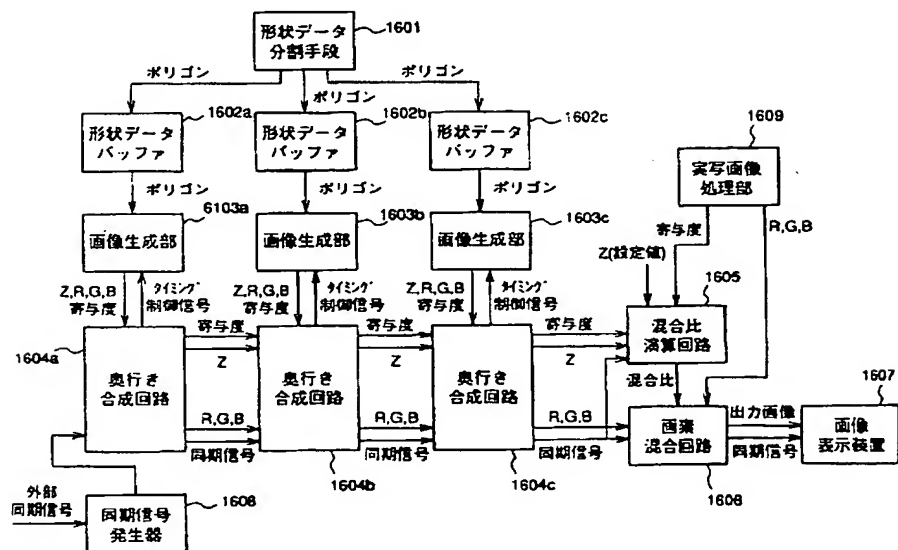 形状データ
分割手段
1601
ポリゴン
ポリゴン
ポリゴン
1602a
1602b
1602c
形状データ
バッファ
形状データ
バッファ
形状データ
バッファ
1609
実写画像
処理部
ポリゴン
ポリゴン
ポリゴン
6103a
1603b
1603c
画像生成部
画像生成部
画像生成部
寄与度
R,G,B
Z(設定値)
Z,R,G,B
寄与度
タイミング
制御信号
Z,R,G,B
寄与度
タイミング
制御信号
Z,R,G,B
寄与度
タイミング
制御信号
1605
1604a
寄与度
寄与度
寄与度
混合比
演算回路
Z
Z
Z
奥行き
合成回路
奥行き
合成回路
奥行き
合成回路
混合比
1607
R,G,B
R,G,B
R,G,B
出力画像
同期信号
同期信号
同期信号
画素
混合回路
同期信号
画像
表示装置
1604b
1604c
1606
外部
同期信号
1608
同期信号
発生器